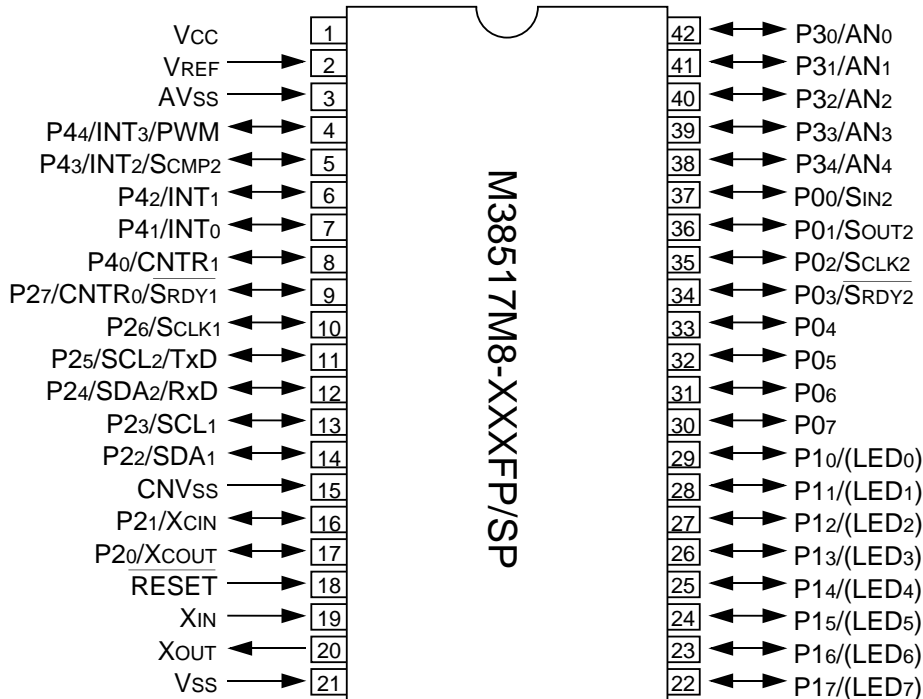 VCC 1 42 P30/AN0
VREF 2 41 P31/AN1
AVSS 3 40 P32/AN2
P44/INT3/PWM 4 39 P33/AN3
P43/INT2/SCMP2 5 38 P34/AN4
P42/INT1 6 37 P00/SIN2
P41/INT0 7 36 P01/SOUT2
P40/CNTR1 8 35 P02/SCLK2
P27/CNTR0/SRDY1 9 34 P03/SRDY2
P26/SCLK1 10 33 P04
P25/SCL2/TxD 11 32 P05
P24/SDA2/RxD 12 31 P06
P23/SCL1 13 30 P07
P22/SDA1 14 29 P10/(LED0)
CNVSS 15 28 P11/(LED1)
P21/XCIN 16 27 P12/(LED2)
P20/XCOUT 17 26 P13/(LED3)
RESET 18 25 P14/(LED4)
XIN 19 24 P15/(LED5)
XOUT 20 23 P16/(LED6)
VSS 21 22 P17/(LED7)
M38517M8-XXXFP/SP